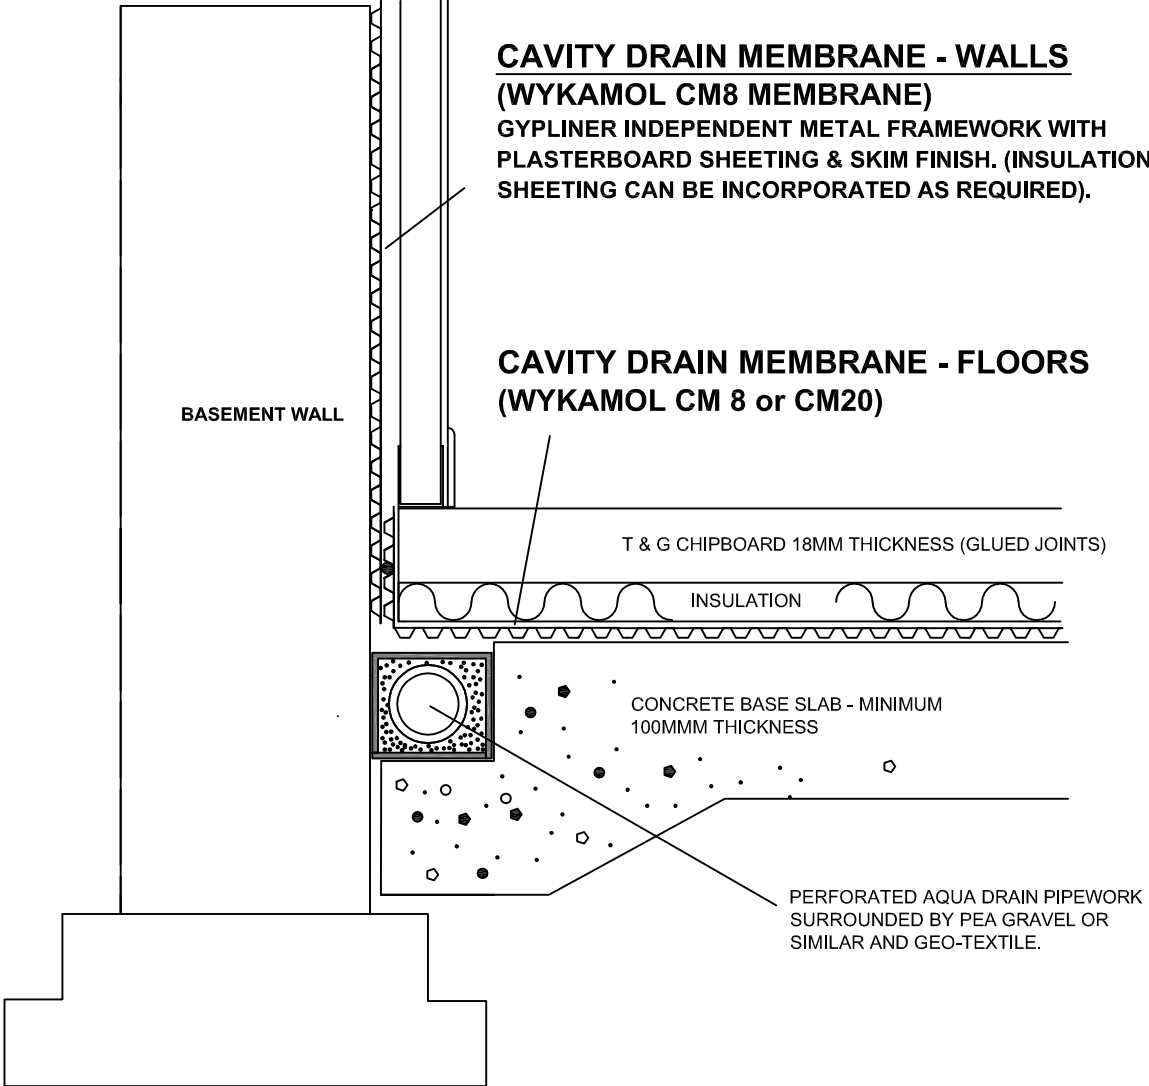 CAVITY DRAIN MEMBRANE - WALLS
(WYKAMOL CM8 MEMBRANE)
GYPLINER INDEPENDENT METAL FRAMEWORK WITH
PLASTERBOARD SHEETING & SKIM FINISH. (INSULATION
SHEETING CAN BE INCORPORATED AS REQUIRED).
CAVITY DRAIN MEMBRANE - FLOORS
(WYKAMOL CM 8 or CM20)
BASEMENT WALL
T & G CHIPBOARD 18MM THICKNESS (GLUED JOINTS)
INSULATION
CONCRETE BASE SLAB - MINIMUM
100MMM THICKNESS
PERFORATED AQUA DRAIN PIPEWORK
SURROUNDED BY PEA GRAVEL OR
SIMILAR AND GEO-TEXTILE.